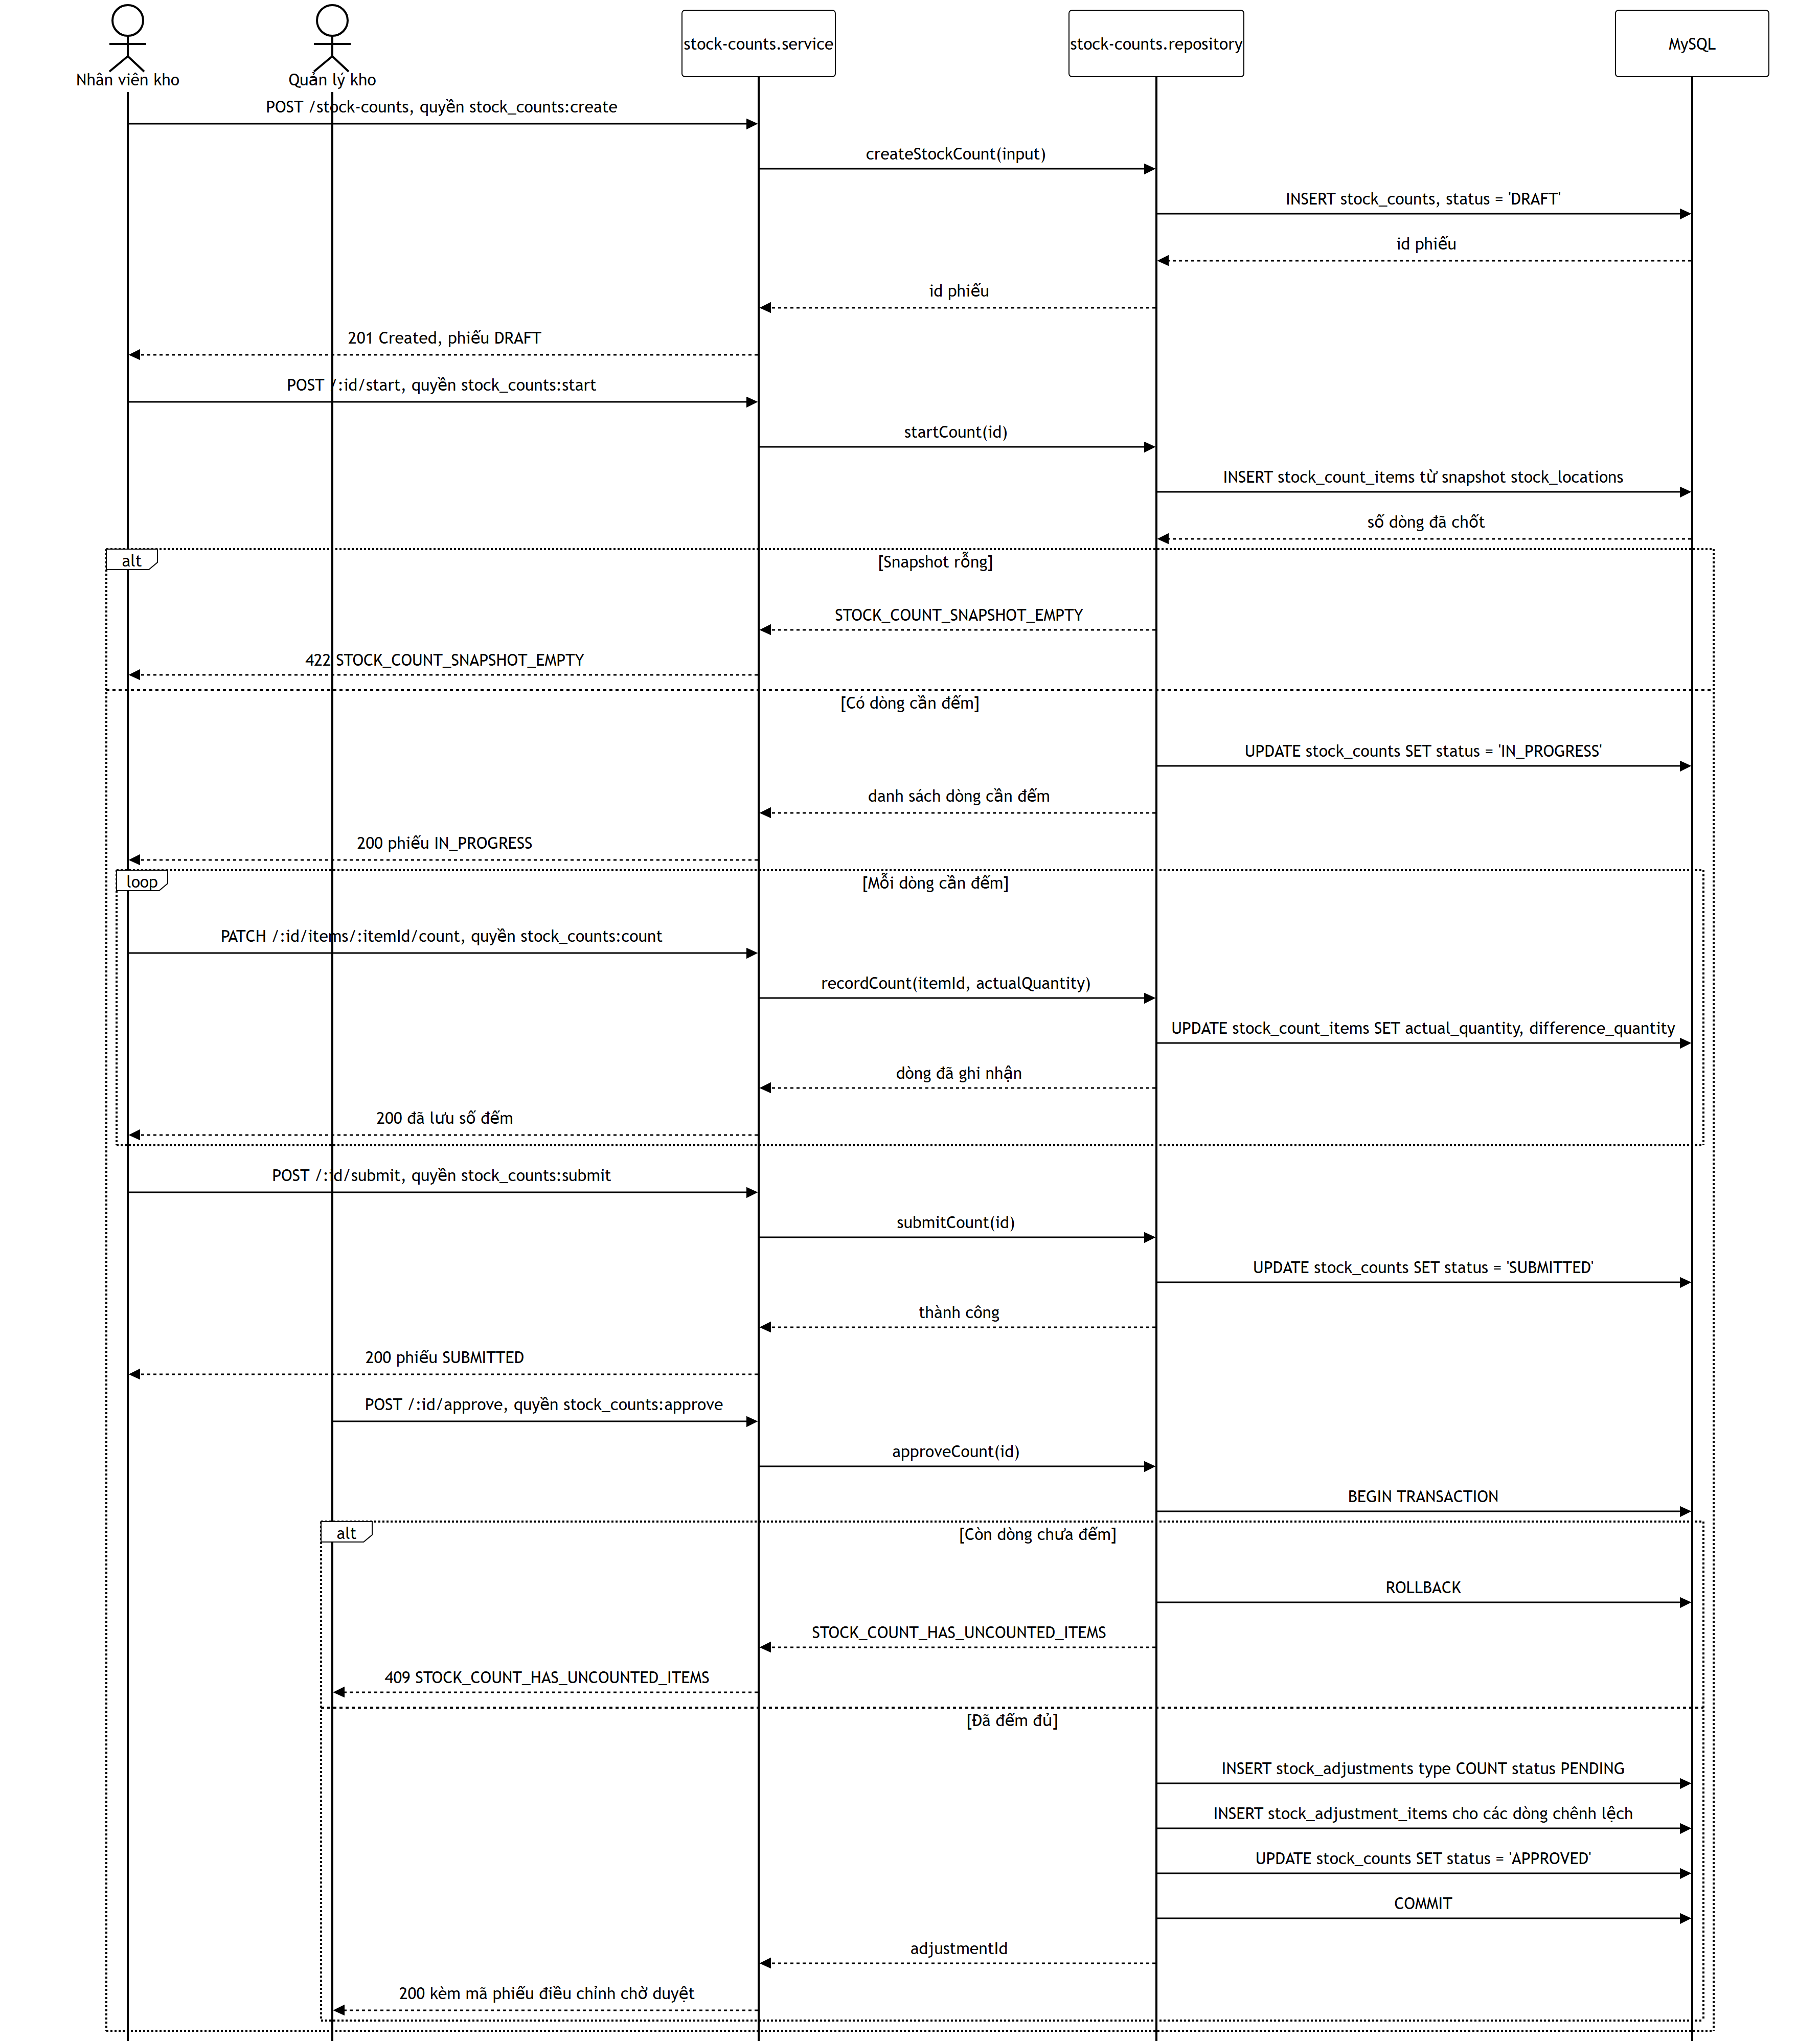 Nhân viên kho
Quản lý kho
stock-counts.service
stock-counts.repository
MySQL
POST /stock-counts, quyền stock_counts:create
createStockCount(input)
INSERT stock_counts, status = 'DRAFT'
id phiếu
id phiếu
201 Created, phiếu DRAFT
POST /:id/start, quyền stock_counts:start
startCount(id)
INSERT stock_count_items từ snapshot stock_locations
số dòng đã chốt
alt
[Snapshot rỗng]
STOCK_COUNT_SNAPSHOT_EMPTY
422 STOCK_COUNT_SNAPSHOT_EMPTY
[Có dòng cần đếm]
UPDATE stock_counts SET status = 'IN_PROGRESS'
danh sách dòng cần đếm
200 phiếu IN_PROGRESS
loop
[Mỗi dòng cần đếm]
PATCH /:id/items/:itemId/count, quyền stock_counts:count
recordCount(itemId, actualQuantity)
UPDATE stock_count_items SET actual_quantity, difference_quantity
dòng đã ghi nhận
200 đã lưu số đếm
POST /:id/submit, quyền stock_counts:submit
submitCount(id)
UPDATE stock_counts SET status = 'SUBMITTED'
thành công
200 phiếu SUBMITTED
POST /:id/approve, quyền stock_counts:approve
approveCount(id)
BEGIN TRANSACTION
alt
[Còn dòng chưa đếm]
ROLLBACK
STOCK_COUNT_HAS_UNCOUNTED_ITEMS
409 STOCK_COUNT_HAS_UNCOUNTED_ITEMS
[Đã đếm đủ]
INSERT stock_adjustments type COUNT status PENDING
INSERT stock_adjustment_items cho các dòng chênh lệch
UPDATE stock_counts SET status = 'APPROVED'
COMMIT
adjustmentId
200 kèm mã phiếu điều chỉnh chờ duyệt